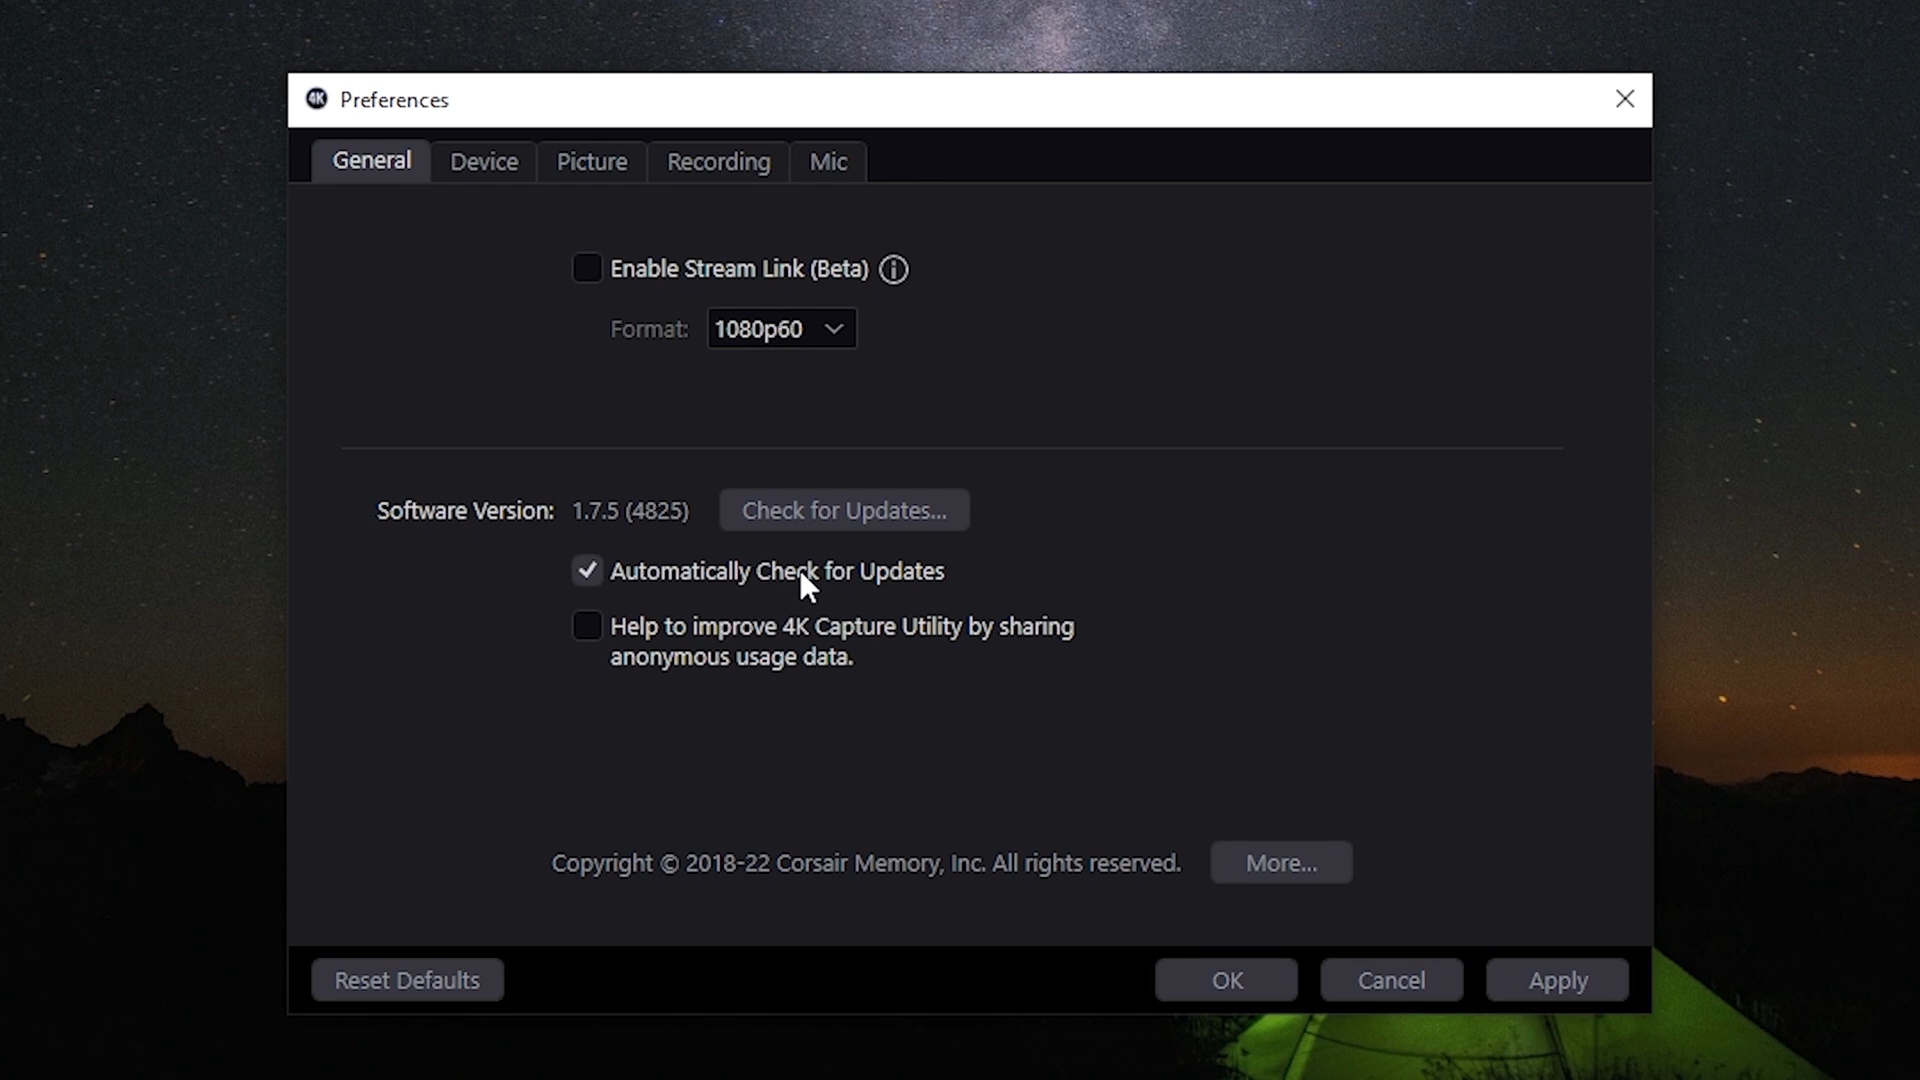 4K Preferences
General Device Picture Recording Mic
Enable Stream Link (Beta)
Format: 1080p60
Software Version: 1.7.5 (4825) Check for Updates...
Automatically Check for Updates
Help to improve 4K Capture Utility by sharing
anonymous usage data.
Copyright © 2018-22 Corsair Memory, Inc. All rights reserved. More...
Reset Defaults OK Cancel Apply